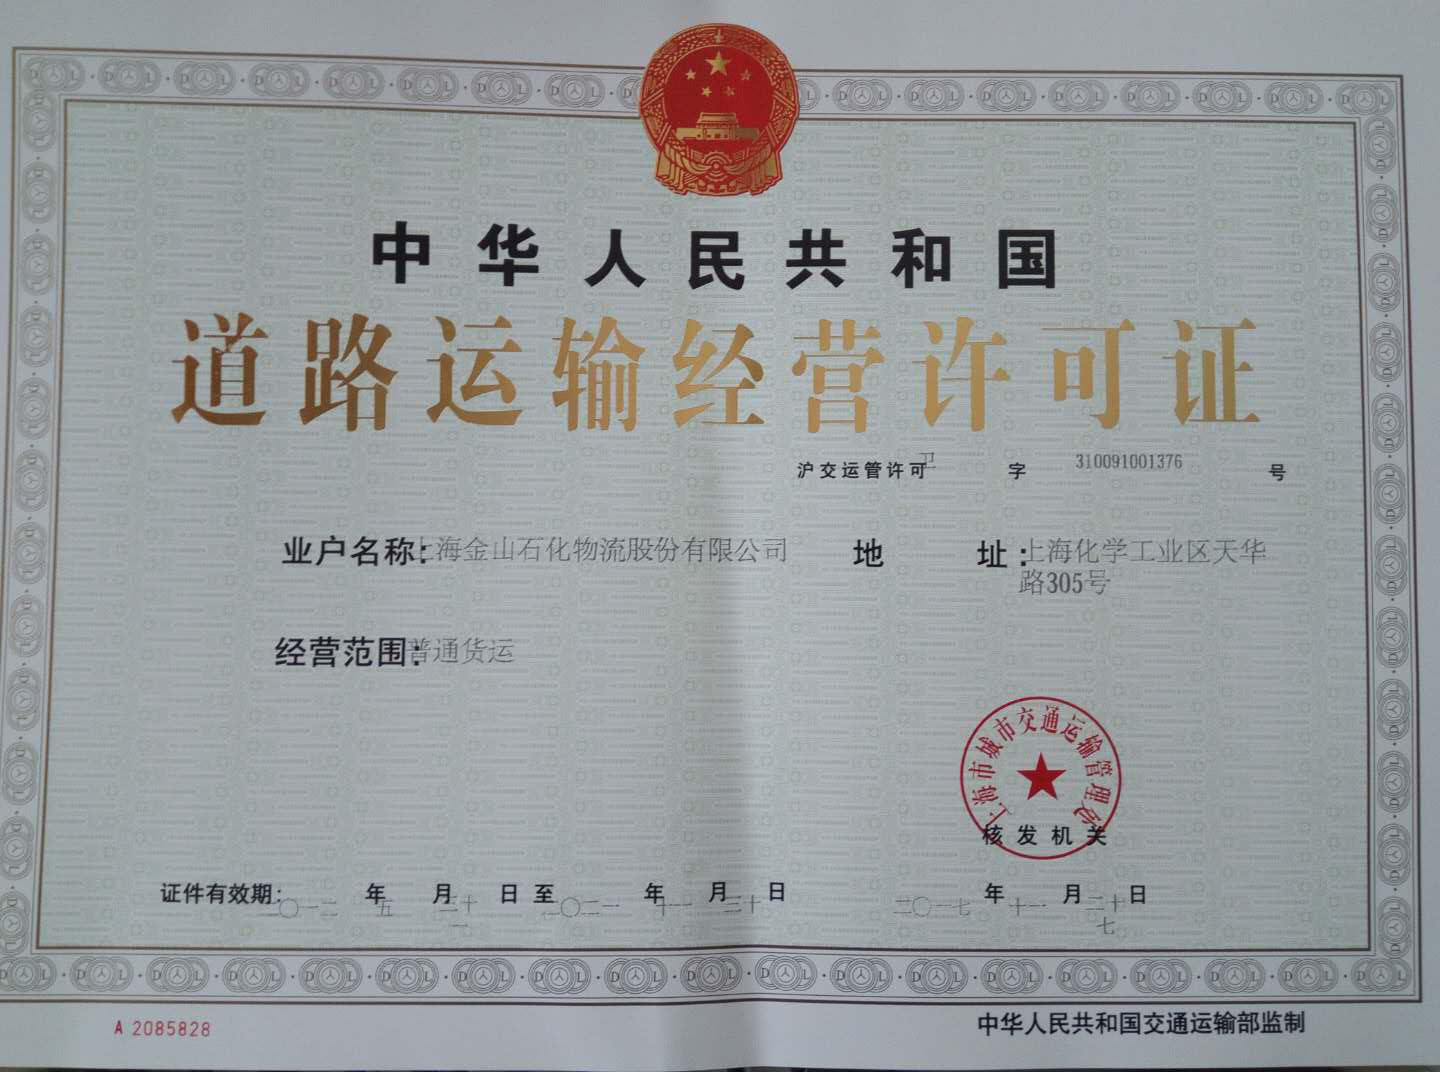 中华人民共和国
道路运输经营许可证
沪交运管许可 卫 字 310091001376 号
业户名称：上海金山石化物流股份有限公司
地 址：上海化学工业区天华
路305号
经营范围：普通货运
上海市城市交通运输管理处
核发机关
证件有效期：二〇一二 年 五 月 三十一 日 至 二〇二一 年 十一 月 三十 日
二〇一七 年 十一 月 二十七 日
A 2085828
中华人民共和国交通运输部监制